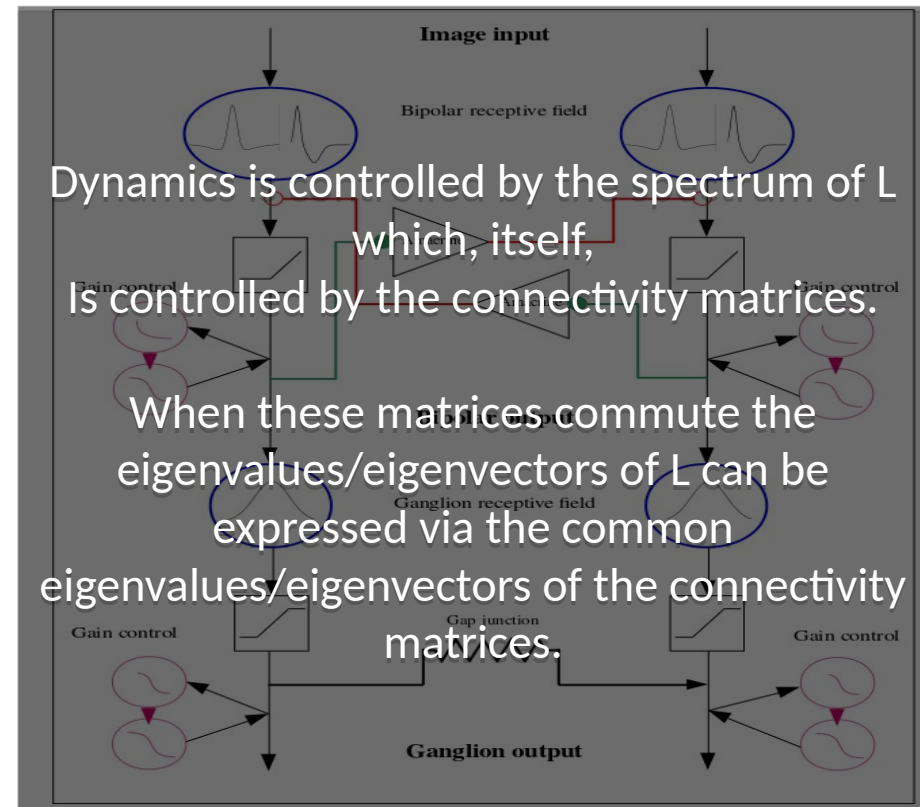 Image input
Bipolar receptive field
Dynamics is controlled by the spectrum of L
which, itself,
Gain control
Gain control
Is controlled by the connectivity matrices.
When these matrices commute the
Bipolar output
eigenvalues/eigenvectors of L can be
Ganglion receptive field
expressed via the common
eigenvalues/eigenvectors of the connectivity
Gap junction
Gain control
Gain control
matrices.
Ganglion output